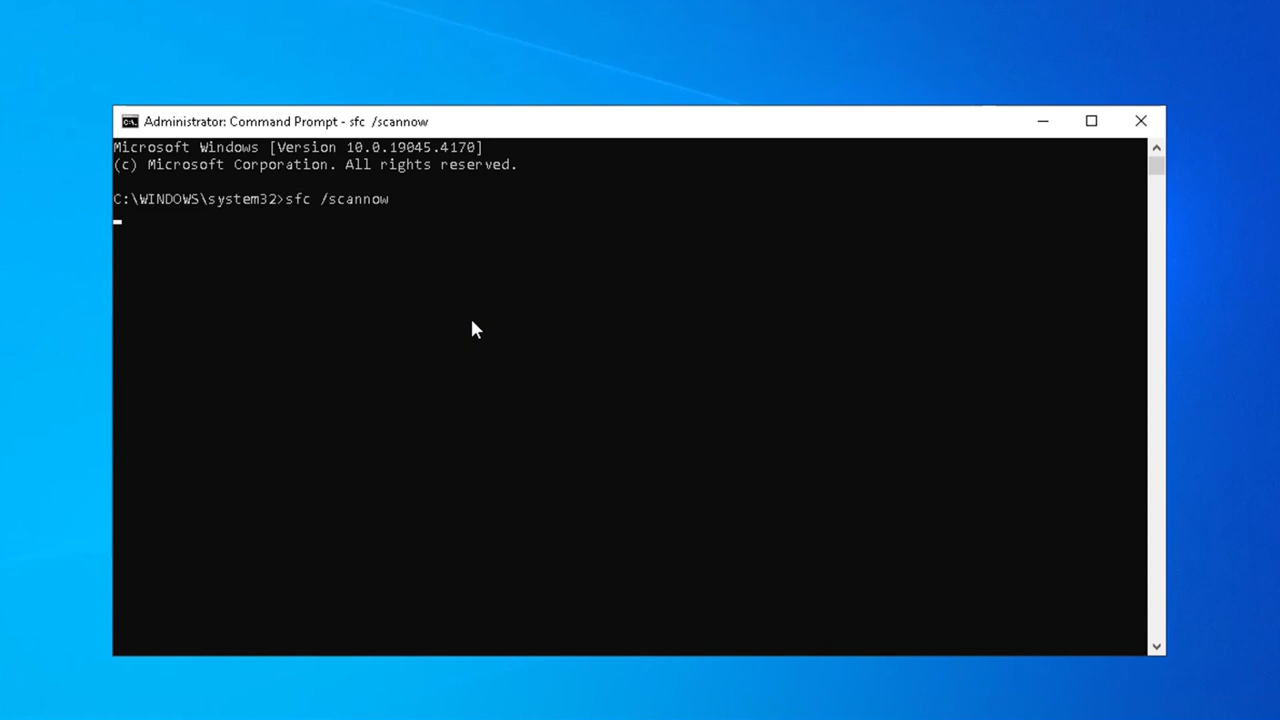 Administrator: Command Prompt - sfc /scannow
Microsoft Windows [Version 10.0.19045.4170]
(c) Microsoft Corporation. All rights reserved.
C:\WINDOWS\system32>sfc /scannow